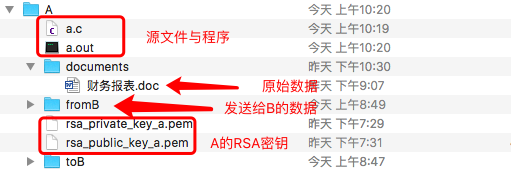 A 今天 上午10:20
a.c 今天 上午10:19
a.out 今天 上午10:20
源文件与程序
documents 昨天 下午10:30
财务报表.doc 昨天 下午9:07
原始数据
fromB 今天 上午8:49
发送给B的数据
rsa_private_key_a.pem 昨天 下午7:29
rsa_public_key_a.pem 昨天 下午7:31
A的RSA密钥
toB 今天 上午8:47